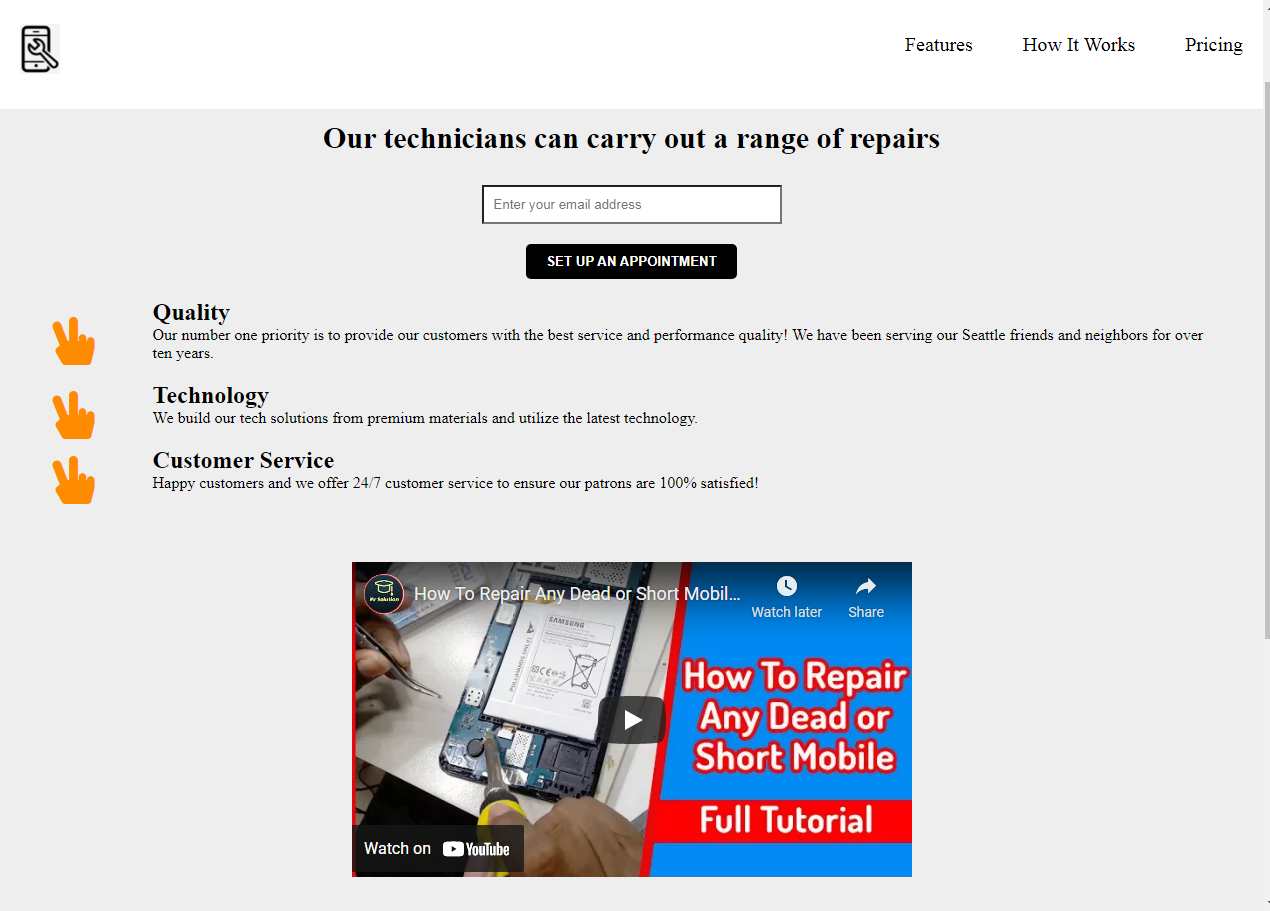 Features
How It Works
Pricing
Our technicians can carry out a range of repairs
Enter your email address
SET UP AN APPOINTMENT
Quality
Our number one priority is to provide our customers with the best service and performance quality! We have been serving our Seattle friends and neighbors for over
ten years.
Technology
We build our tech solutions from premium materials and utilize the latest technology.
Customer Service
Happy customers and we offer 24/7 customer service to ensure our patrons are 100% satisfied!
Mr Solution
How To Repair Any Dead or Short Mobil...
Watch later
Share
SAMSUNG
How To Repair
Any Dead or
Short Mobile
Full Tutorial
Watch on
YouTube